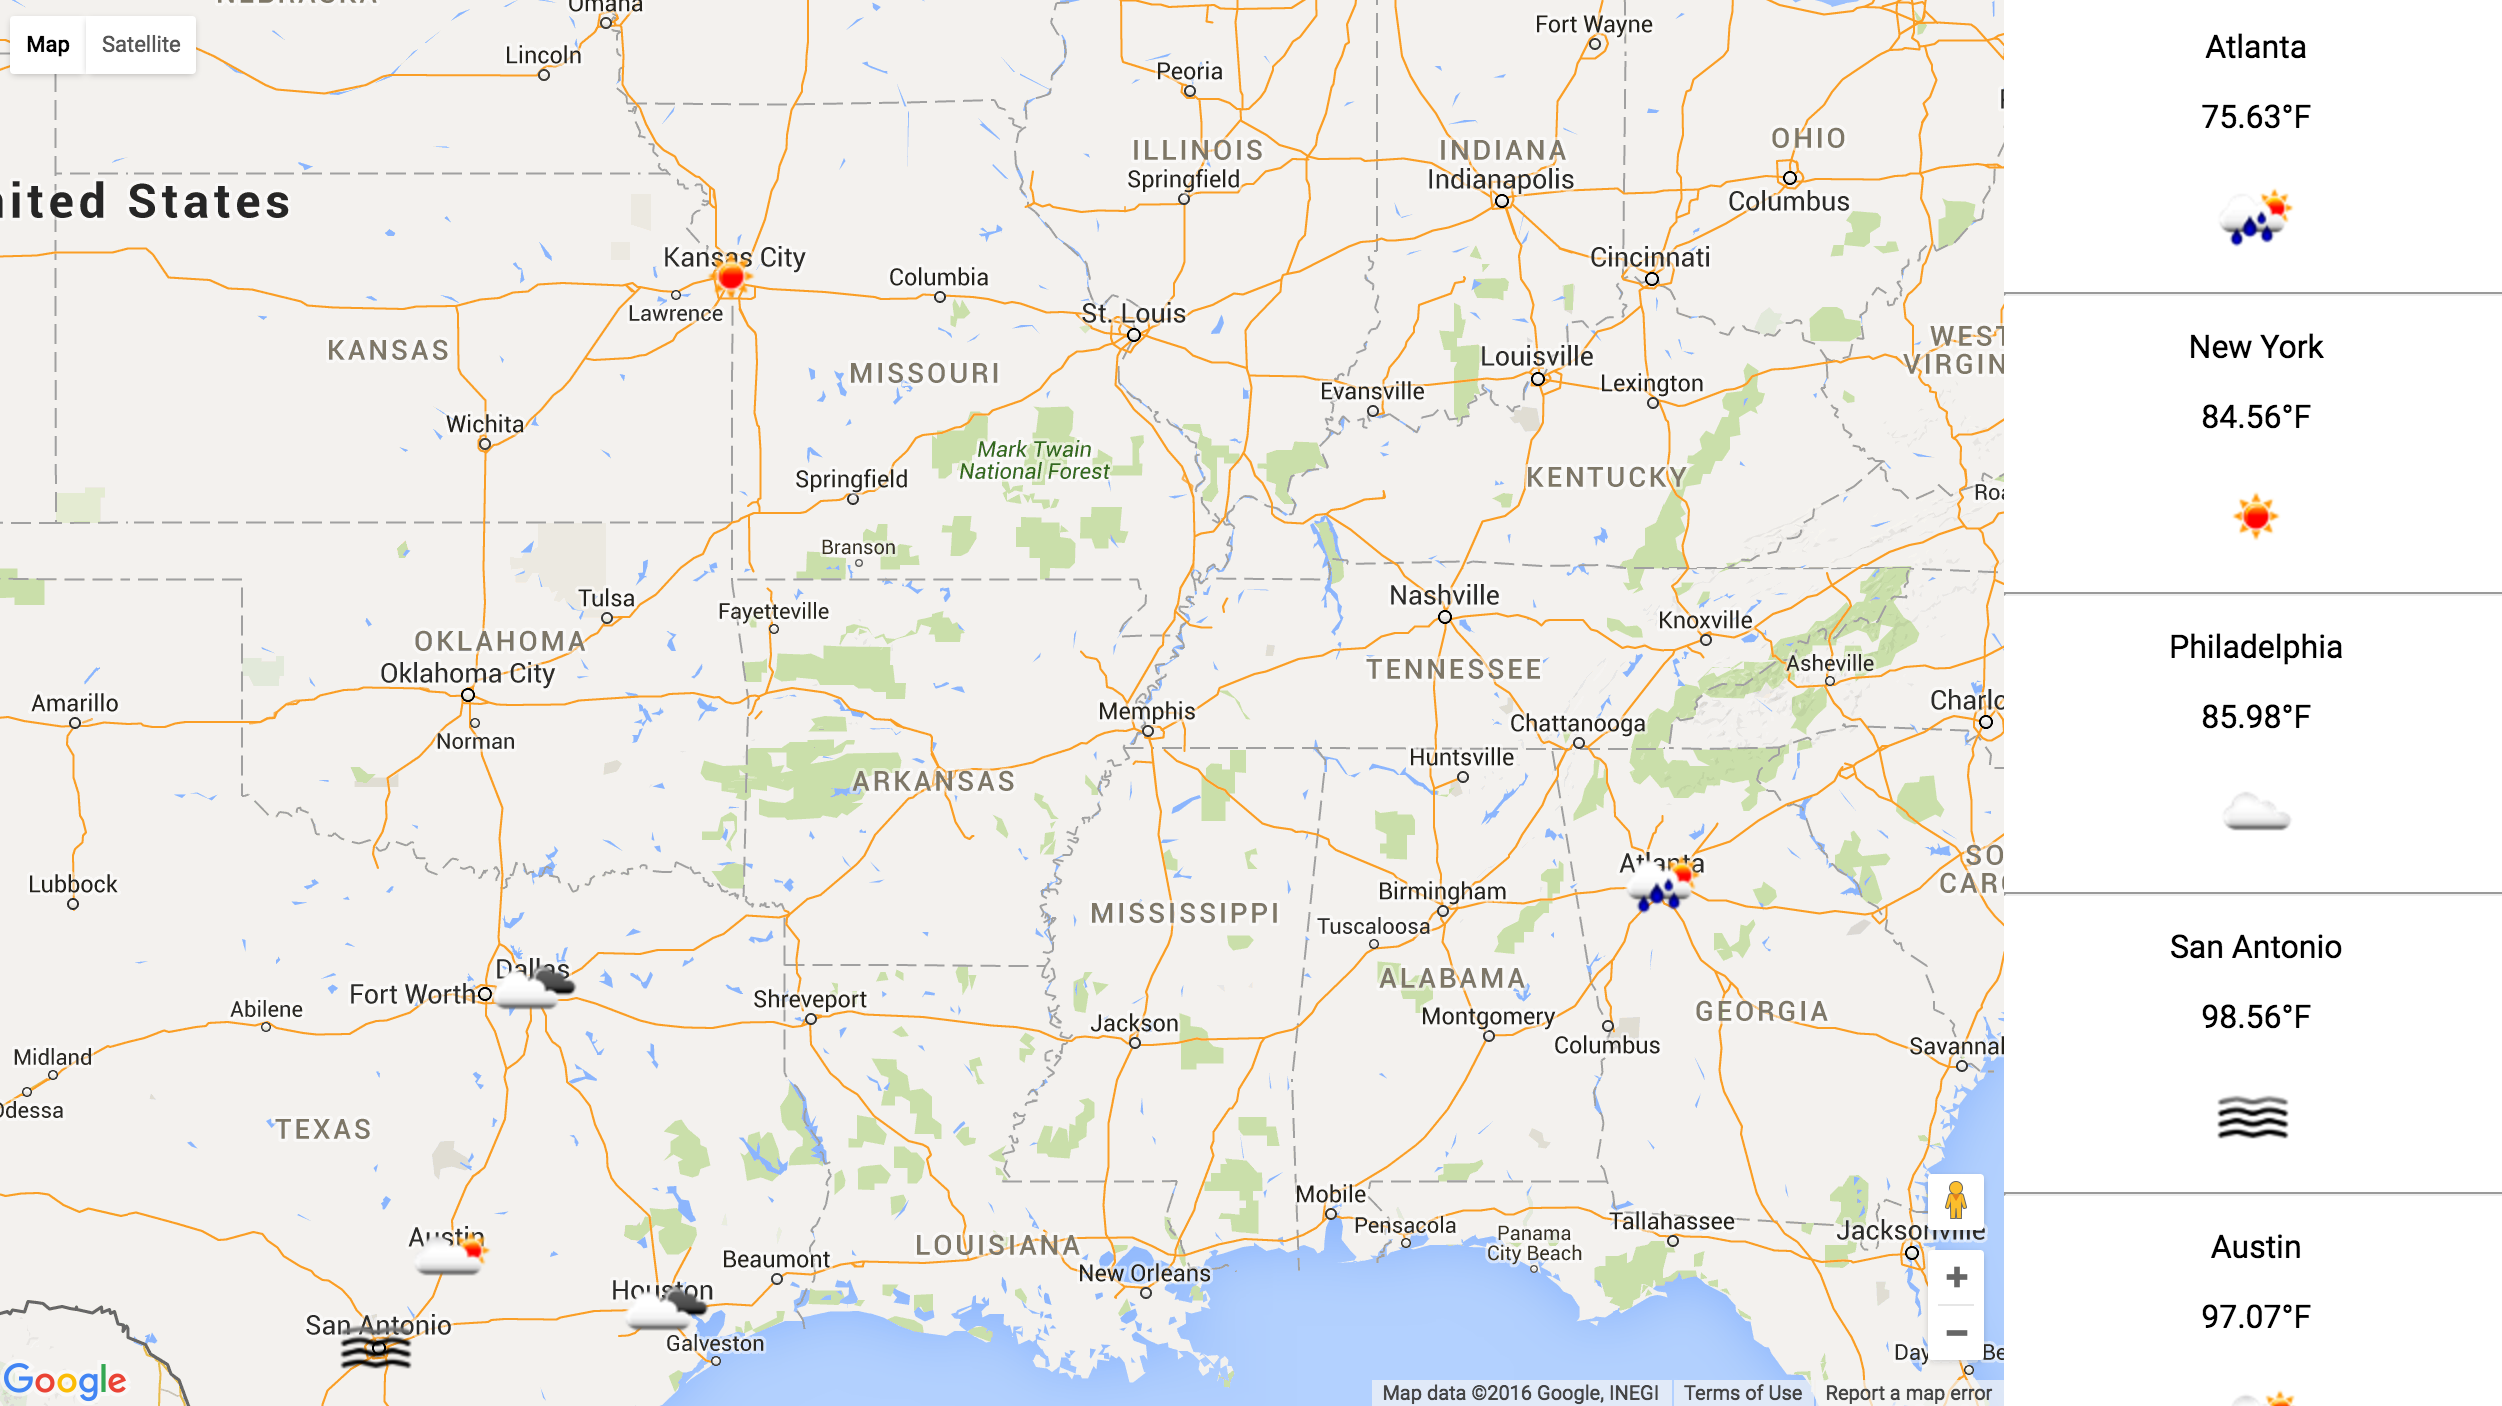 NEBRASKA
Omaha
Lincoln
Map
Satellite
Peoria
Fort Wayne
ILLINOIS
Springfield
INDIANA
Indianapolis
OHIO
Columbus
nited States
Kansas City
Lawrence
Columbia
St. Louis
Cincinnati
KANSAS
MISSOURI
Louisville
Lexington
Evansville
WEST
VIRGIN
Wichita
Springfield
Mark Twain
National Forest
KENTUCKY
Roa
Branson
Tulsa
Fayetteville
Nashville
Knoxville
OKLAHOMA
Oklahoma City
TENNESSEE
Asheville
Amarillo
Norman
Memphis
Chattanooga
Charlo
Huntsville
ARKANSAS
Lubbock
Atlanta
SO
CAR
Birmingham
Tuscaloosa
MISSISSIPPI
Dallas
Fort Worth
Abilene
Shreveport
Jackson
ALABAMA
Montgomery
GEORGIA
Columbus
Midland
Odessa
Savannah
TEXAS
Mobile
Pensacola
Panama
City Beach
Tallahassee
Jacksonville
Austin
LOUISIANA
Beaumont
New Orleans
Houston
San Antonio
Galveston
Day
Be
Google
Map data ©2016 Google, INEGI
Terms of Use
Report a map error
Atlanta
75.63°F
New York
84.56°F
Philadelphia
85.98°F
San Antonio
98.56°F
Austin
97.07°F